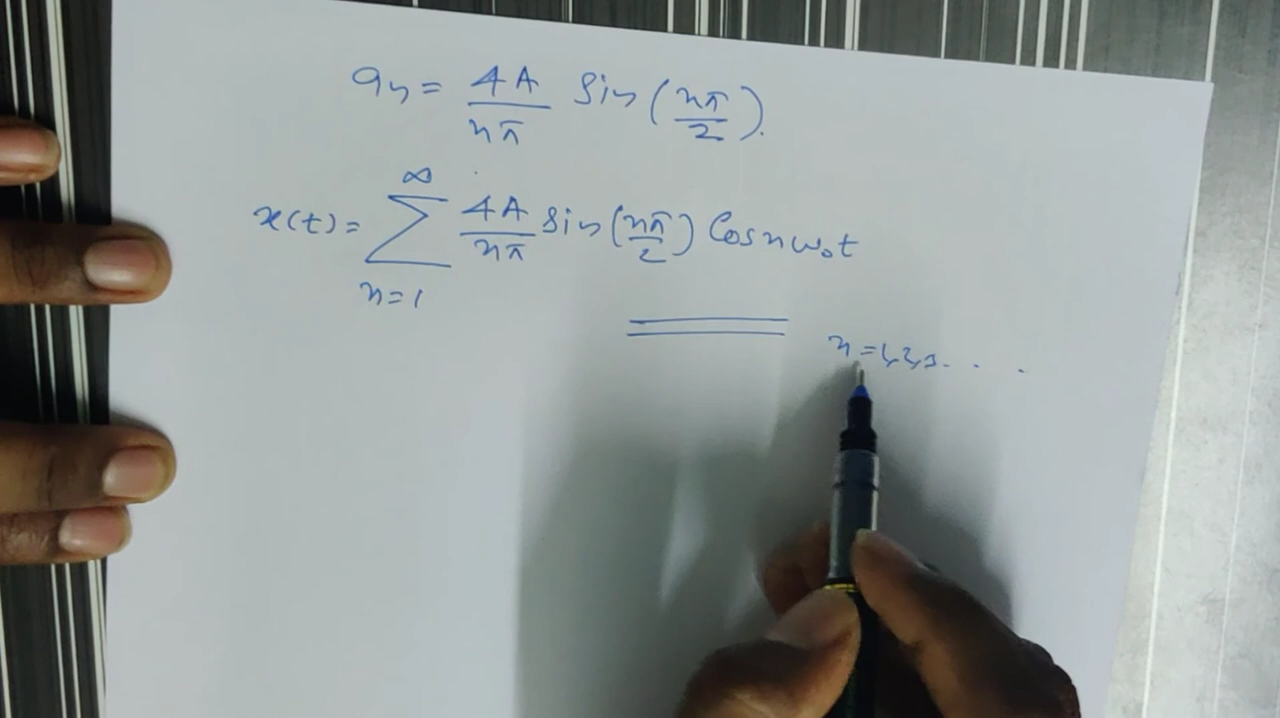 an = 4A/nπ Sin(nπ/2).
x(t) = ∞ Σ n=1 4A/nπ Sin(nπ/2) Cos nω₀t
n = 1,2,3. . .